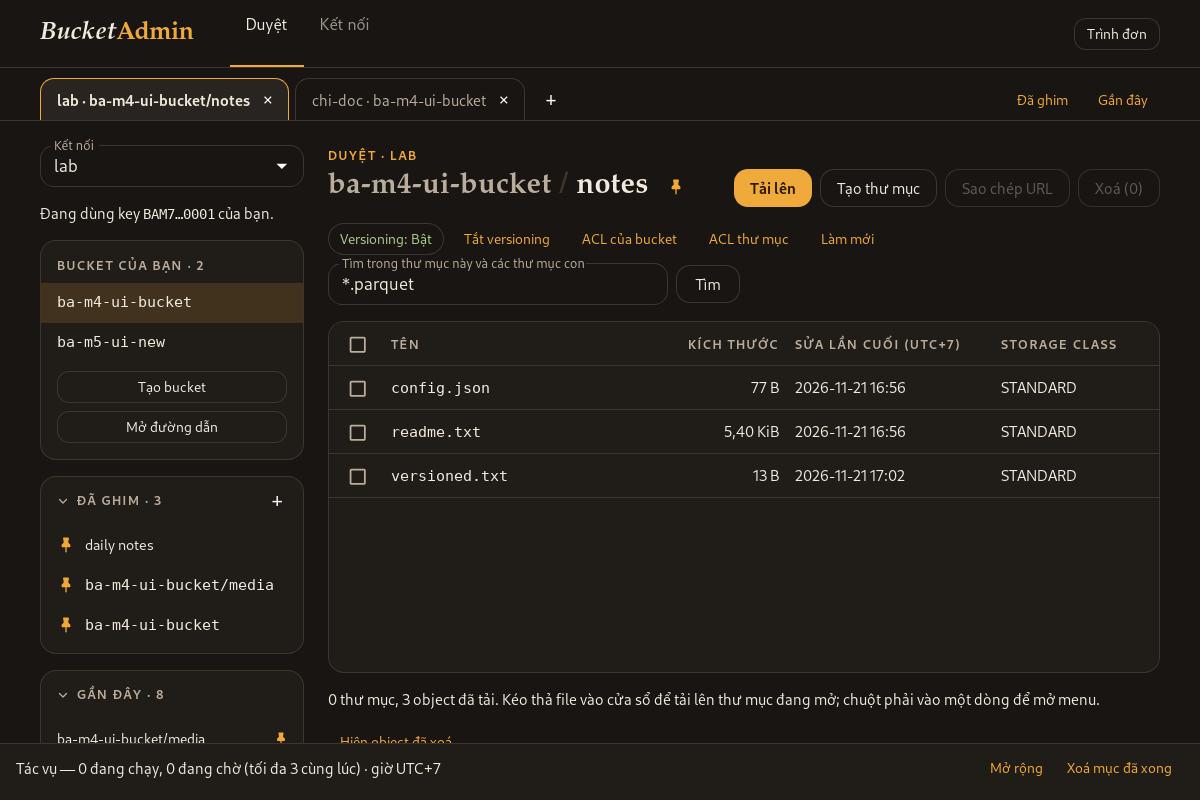 BucketAdmin
Duyệt
Kết nối
Trình đơn
lab · ba-m4-ui-bucket/notes ×
chi-doc · ba-m4-ui-bucket ×
+
Đã ghim
Gần đây
Kết nối
lab
Đang dùng key BAM7…0001 của bạn.
BUCKET CỦA BẠN · 2
ba-m4-ui-bucket
ba-m5-ui-new
Tạo bucket
Mở đường dẫn
ĐÃ GHIM · 3 +
daily notes
ba-m4-ui-bucket/media
ba-m4-ui-bucket
GẦN ĐÂY · 8
ba-m4-ui-bucket/media
DUYỆT · LAB
ba-m4-ui-bucket / notes
Tải lên
Tạo thư mục
Sao chép URL
Xoá (0)
Versioning: Bật
Tắt versioning
ACL của bucket
ACL thư mục
Làm mới
Tìm trong thư mục này và các thư mục con
*.parquet
Tìm
TÊN KÍCH THƯỚC SỬA LẦN CUỐI (UTC+7) STORAGE CLASS
config.json 77 B 2026-11-21 16:56 STANDARD
readme.txt 5,40 KiB 2026-11-21 16:56 STANDARD
versioned.txt 13 B 2026-11-21 17:02 STANDARD
0 thư mục, 3 object đã tải. Kéo thả file vào cửa sổ để tải lên thư mục đang mở; chuột phải vào một dòng để mở menu.
Hiện object đã xoá
Tác vụ — 0 đang chạy, 0 đang chờ (tối đa 3 cùng lúc) · giờ UTC+7
Mở rộng
Xoá mục đã xong